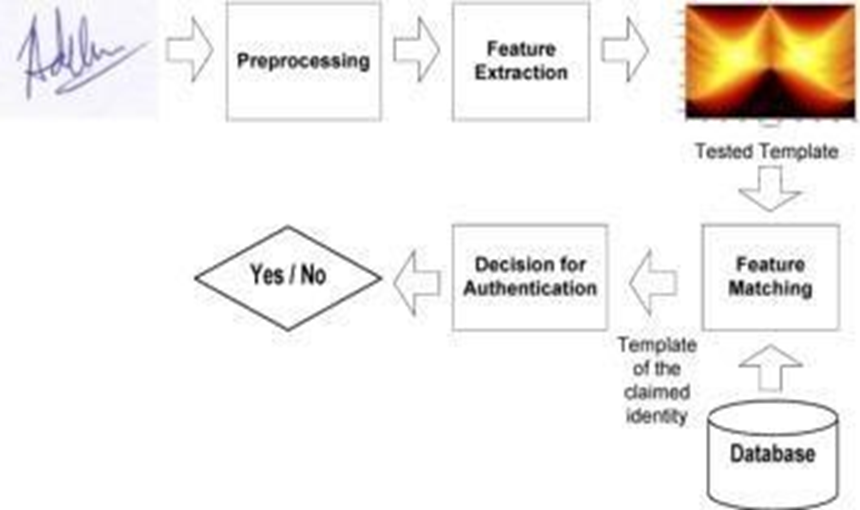 Preprocessing
Feature
Extraction
Tested Template
Yes / No
Decision for
Authentication
Feature
Matching
Template
of the
claimed
identity
Database